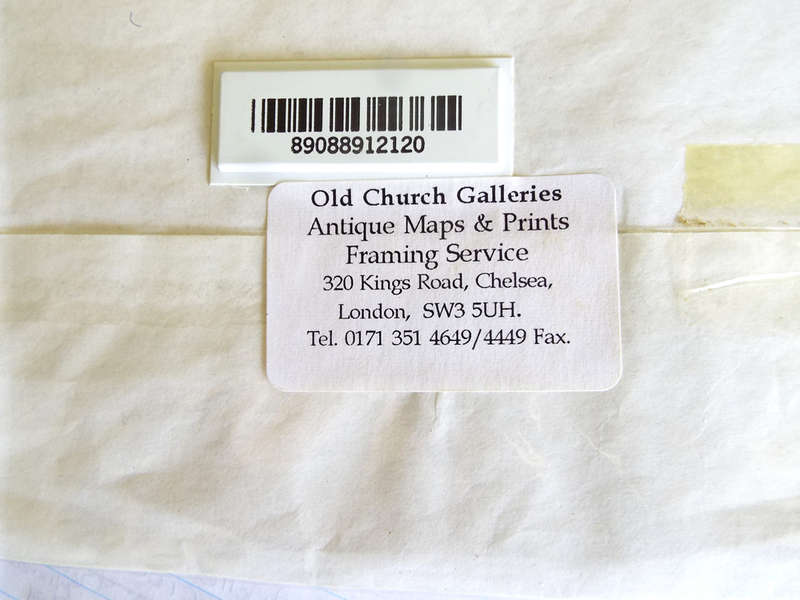 89088912120
Old Church Galleries
Antique Maps & Prints
Framing Service
320 Kings Road, Chelsea,
London, SW3 5UH.
Tel. 0171 351 4649/4449 Fax.